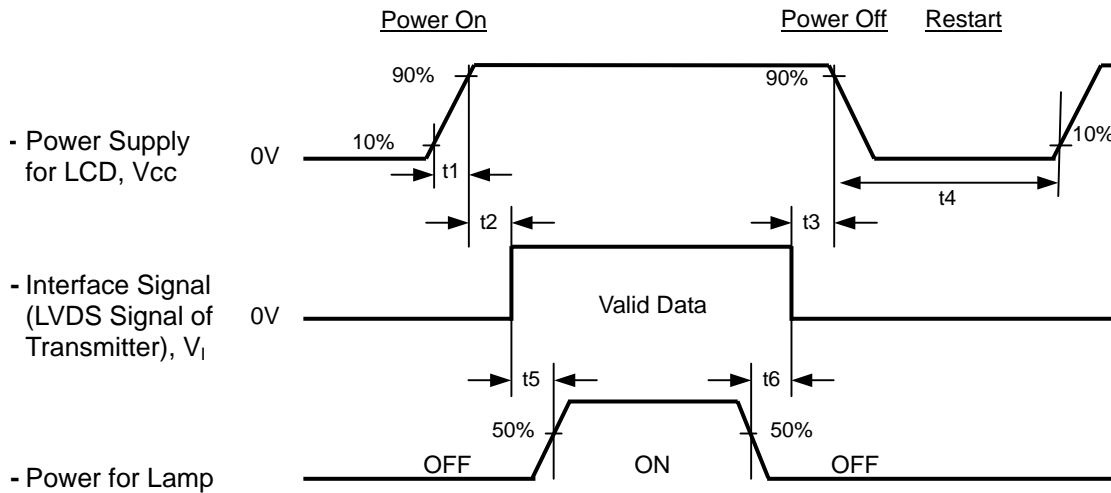 Power On
Power Off
Restart
90%
90%
- Power Supply
for LCD, Vcc
10%
0V
10%
t1
t4
t2
t3
- Interface Signal
(LVDS Signal of
Transmitter), VI
0V
Valid Data
t5
t6
50%
50%
- Power for Lamp
OFF
ON
OFF